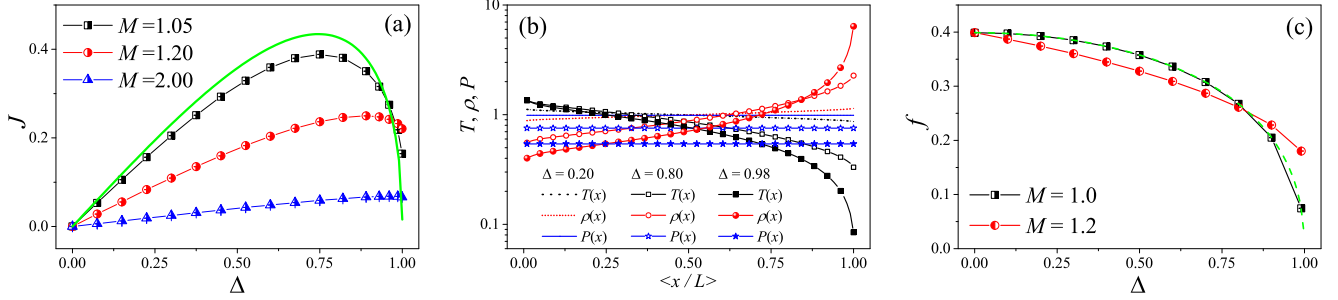 (a)
M=1.05
M=1.20
M=2.00
J
0.4
0.2
0.0
0.00 0.25 0.50 0.75 1.00
Δ
(b)
T, ρ, P
10
1
0.1
Δ = 0.20 Δ = 0.80 Δ = 0.98
T(x) T(x) T(x)
ρ(x) ρ(x) ρ(x)
P(x) P(x) P(x)
0.00 0.25 0.50 0.75 1.00
<x/L>
(c)
f
0.4
0.3
0.2
0.1
0.0
M = 1.0
M = 1.2
0.00 0.25 0.50 0.75 1.00
Δ